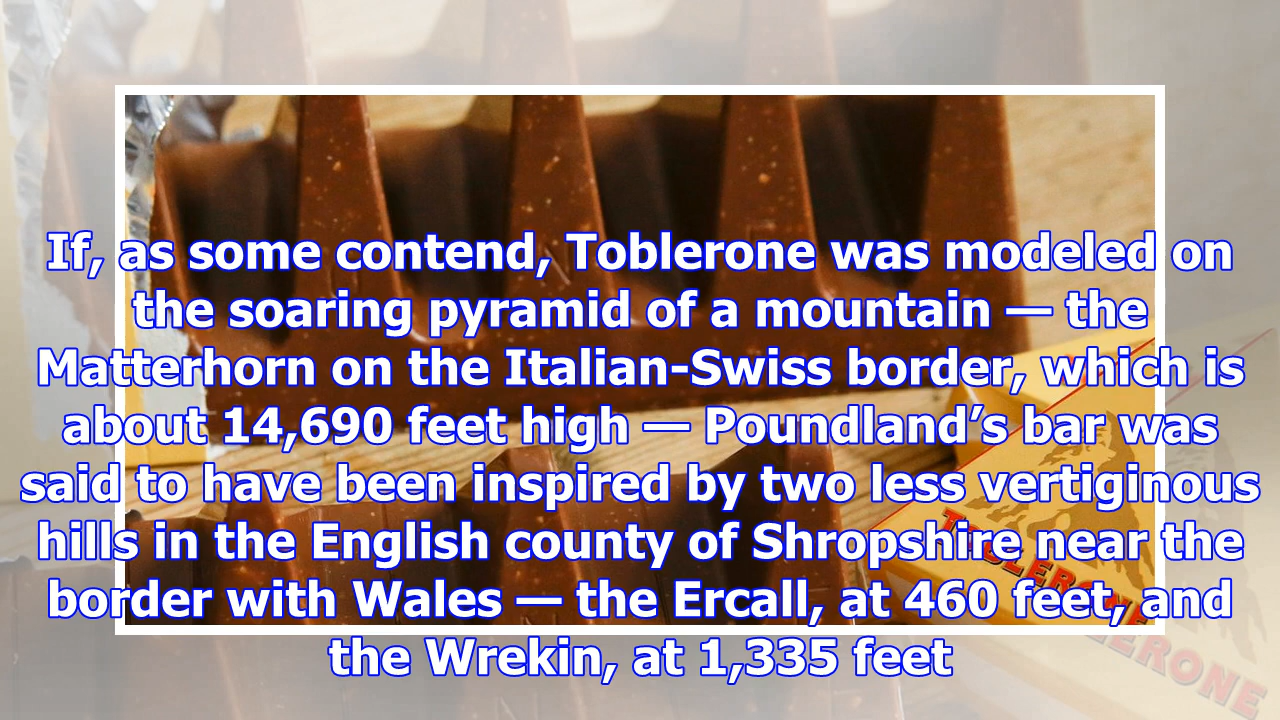 If, as some contend, Toblerone was modeled on
the soaring pyramid of a mountain — the
Matterhorn on the Italian-Swiss border, which is
about 14,690 feet high — Poundland’s bar was
said to have been inspired by two less vertiginous
hills in the English county of Shropshire near the
border with Wales — the Ercall, at 460 feet, and
the Wrekin, at 1,335 feet
TOBLERONE
LERONE